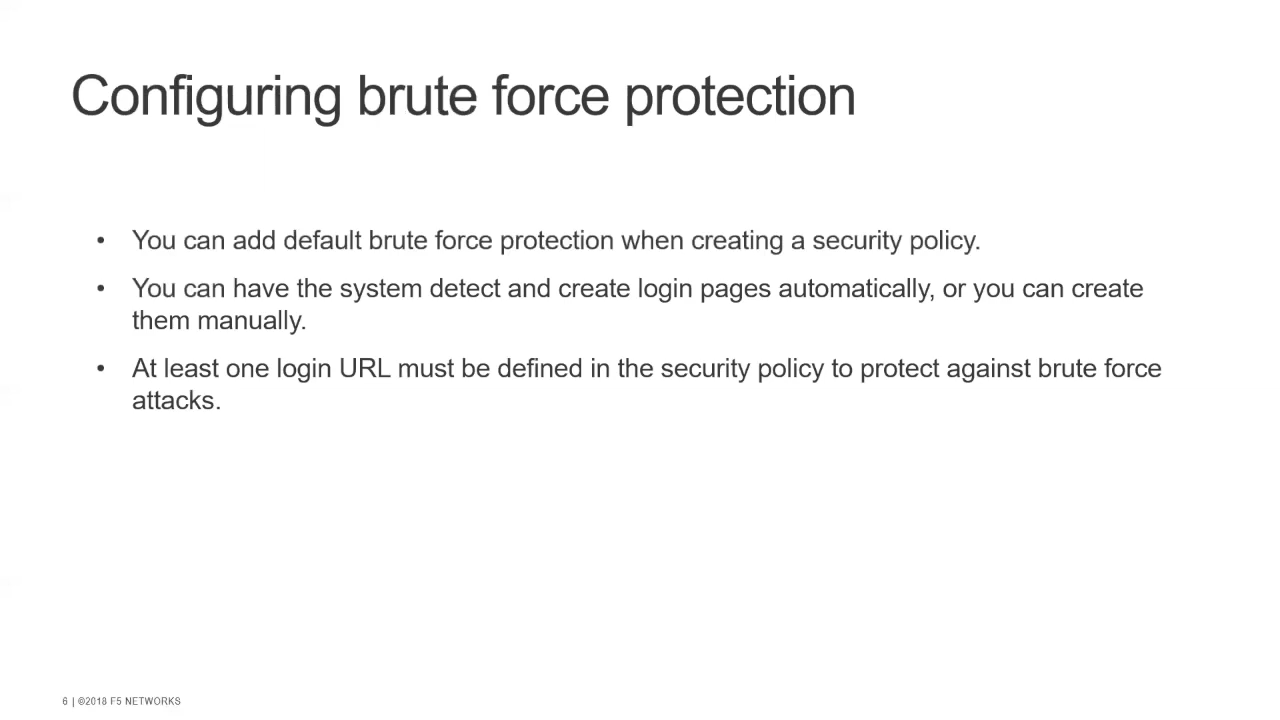 Configuring brute force protection
• You can add default brute force protection when creating a security policy.
• You can have the system detect and create login pages automatically, or you can create
them manually.
• At least one login URL must be defined in the security policy to protect against brute force
attacks.
6 | ©2018 F5 NETWORKS